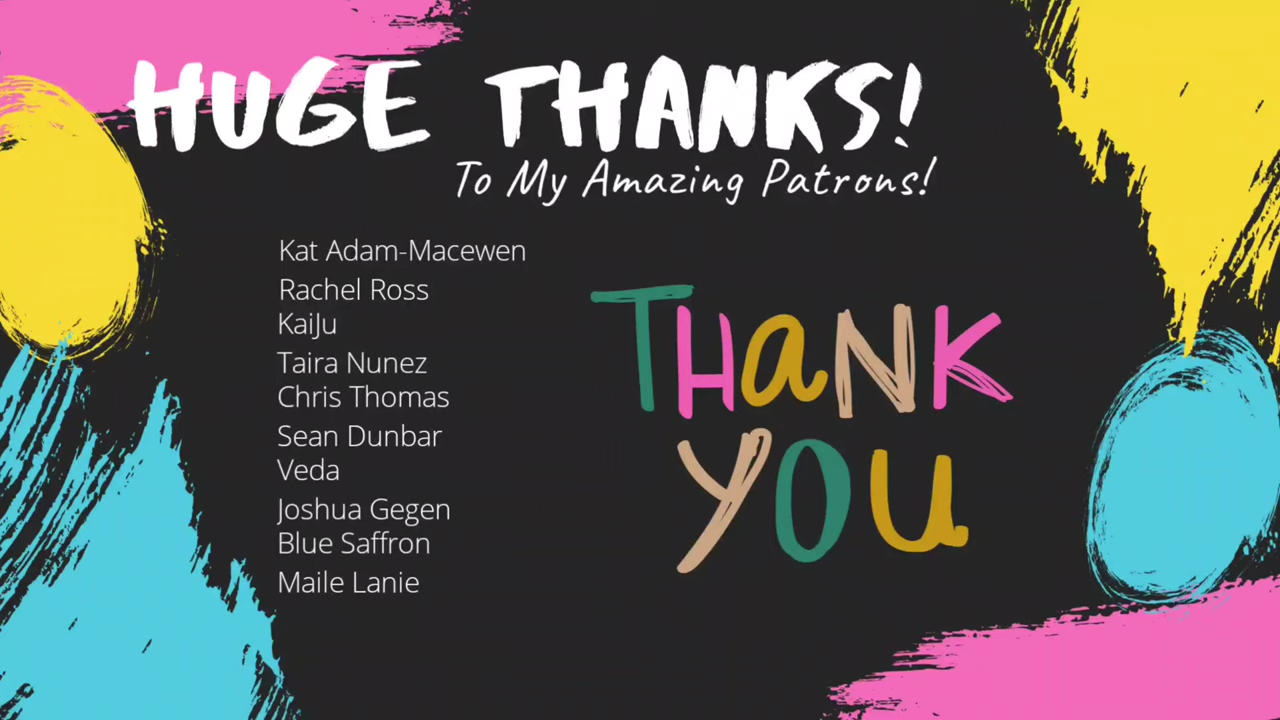 HUGE THANKS!
To My Amazing Patrons!
Kat Adam-Macewen
Rachel Ross
KaiJu
Taira Nunez
Chris Thomas
Sean Dunbar
Veda
Joshua Gegen
Blue Saffron
Maile Lanie
THaNK
YOu